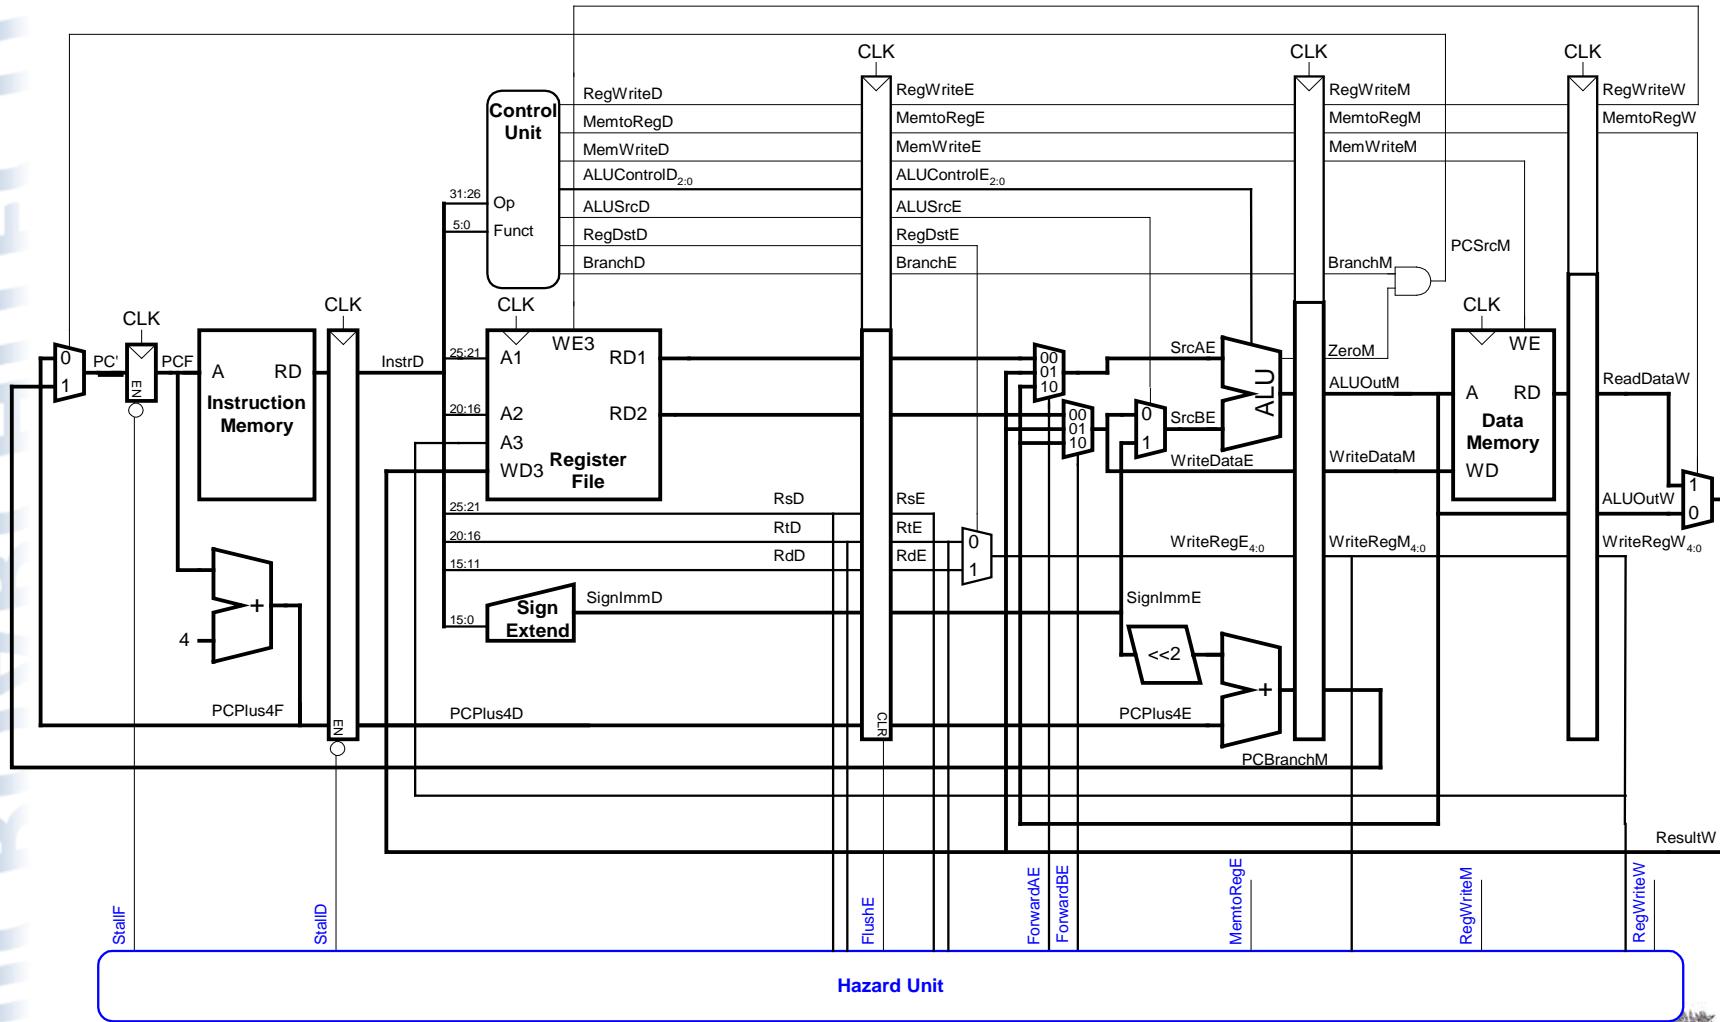 CLK
CLK
CLK
RegWriteD
RegWriteE
RegWriteM
RegWriteW
Control
Unit
MemtoRegD
MemtoRegE
MemtoRegM
MemtoRegW
MemWriteD
MemWriteE
MemWriteM
ALUControlD2:0
ALUControlE2:0
31:26
Op
ALUSrcD
ALUSrcE
5:0
Funct
RegDstD
RegDstE
PCSrcM
BranchD
BranchE
BranchM
CLK
CLK
CLK
CLK
0
1
PC'
EN
PCF
A
RD
Instruction
Memory
InstrD
25:21
A1
WE3
RD1
20:16
A2
RD2
A3
WD3
Register
File
00
01
10
00
01
10
0
1
SrcAE
SrcBE
ALU
ZeroM
ALUOutM
WE
A
RD
Data
Memory
WD
ReadDataW
WriteDataE
WriteDataM
1
0
ALUOutW
25:21
RsD
RsE
20:16
RtD
RtE
0
15:11
RdD
RdE
1
WriteRegE4:0
WriteRegM4:0
WriteRegW4:0
15:0
Sign
Extend
SignImmD
SignImmE
+
4
<<2
+
PCPlus4F
EN
PCPlus4D
CLR
PCPlus4E
PCBranchM
ResultW
StallF
StallD
FlushE
ForwardAE
ForwardBE
MemtoRegE
RegWriteM
RegWriteW
Hazard Unit